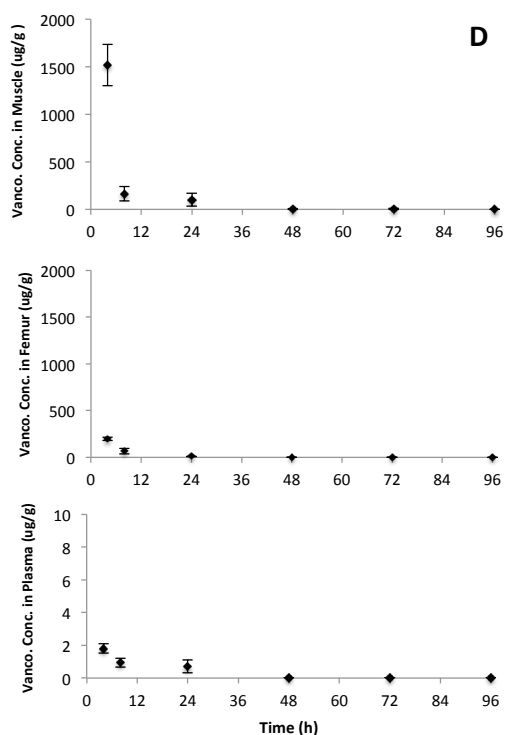 D
Vanco. Conc. in Muscle (ug/g)
2000
1500
1000
500
0
0 12 24 36 48 60 72 84 96
Vanco. Conc. in Femur (ug/g)
2000
1500
1000
500
0
0 12 24 36 48 60 72 84 96
Vanco. Conc. in Plasma (ug/g)
10
8
6
4
2
0
0 12 24 36 48 60 72 84 96
Time (h)